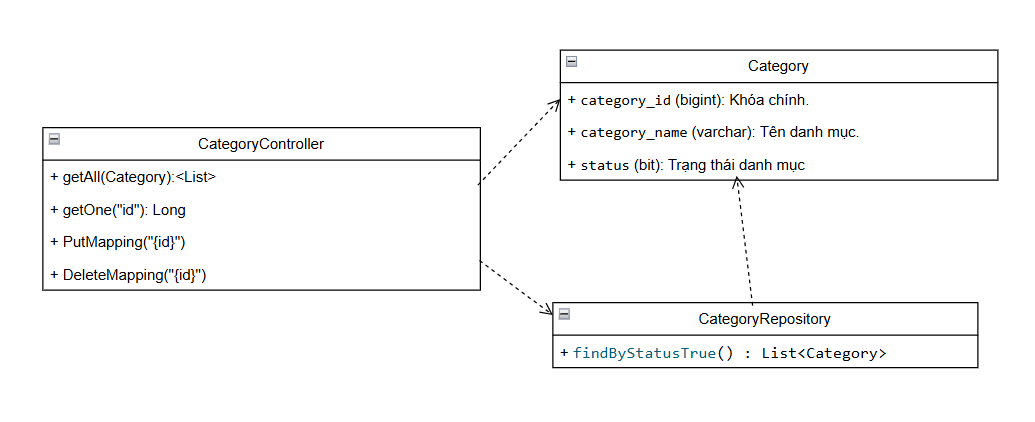 CategoryController
+ getAll(Category):<List>
+ getOne("id"): Long
+ PutMapping("{id}")
+ DeleteMapping("{id}")
Category
+ category_id (bigint): Khóa chính.
+ category_name (varchar): Tên danh mục.
+ status (bit): Trạng thái danh mục
CategoryRepository
+ findByStatusTrue() : List<Category>